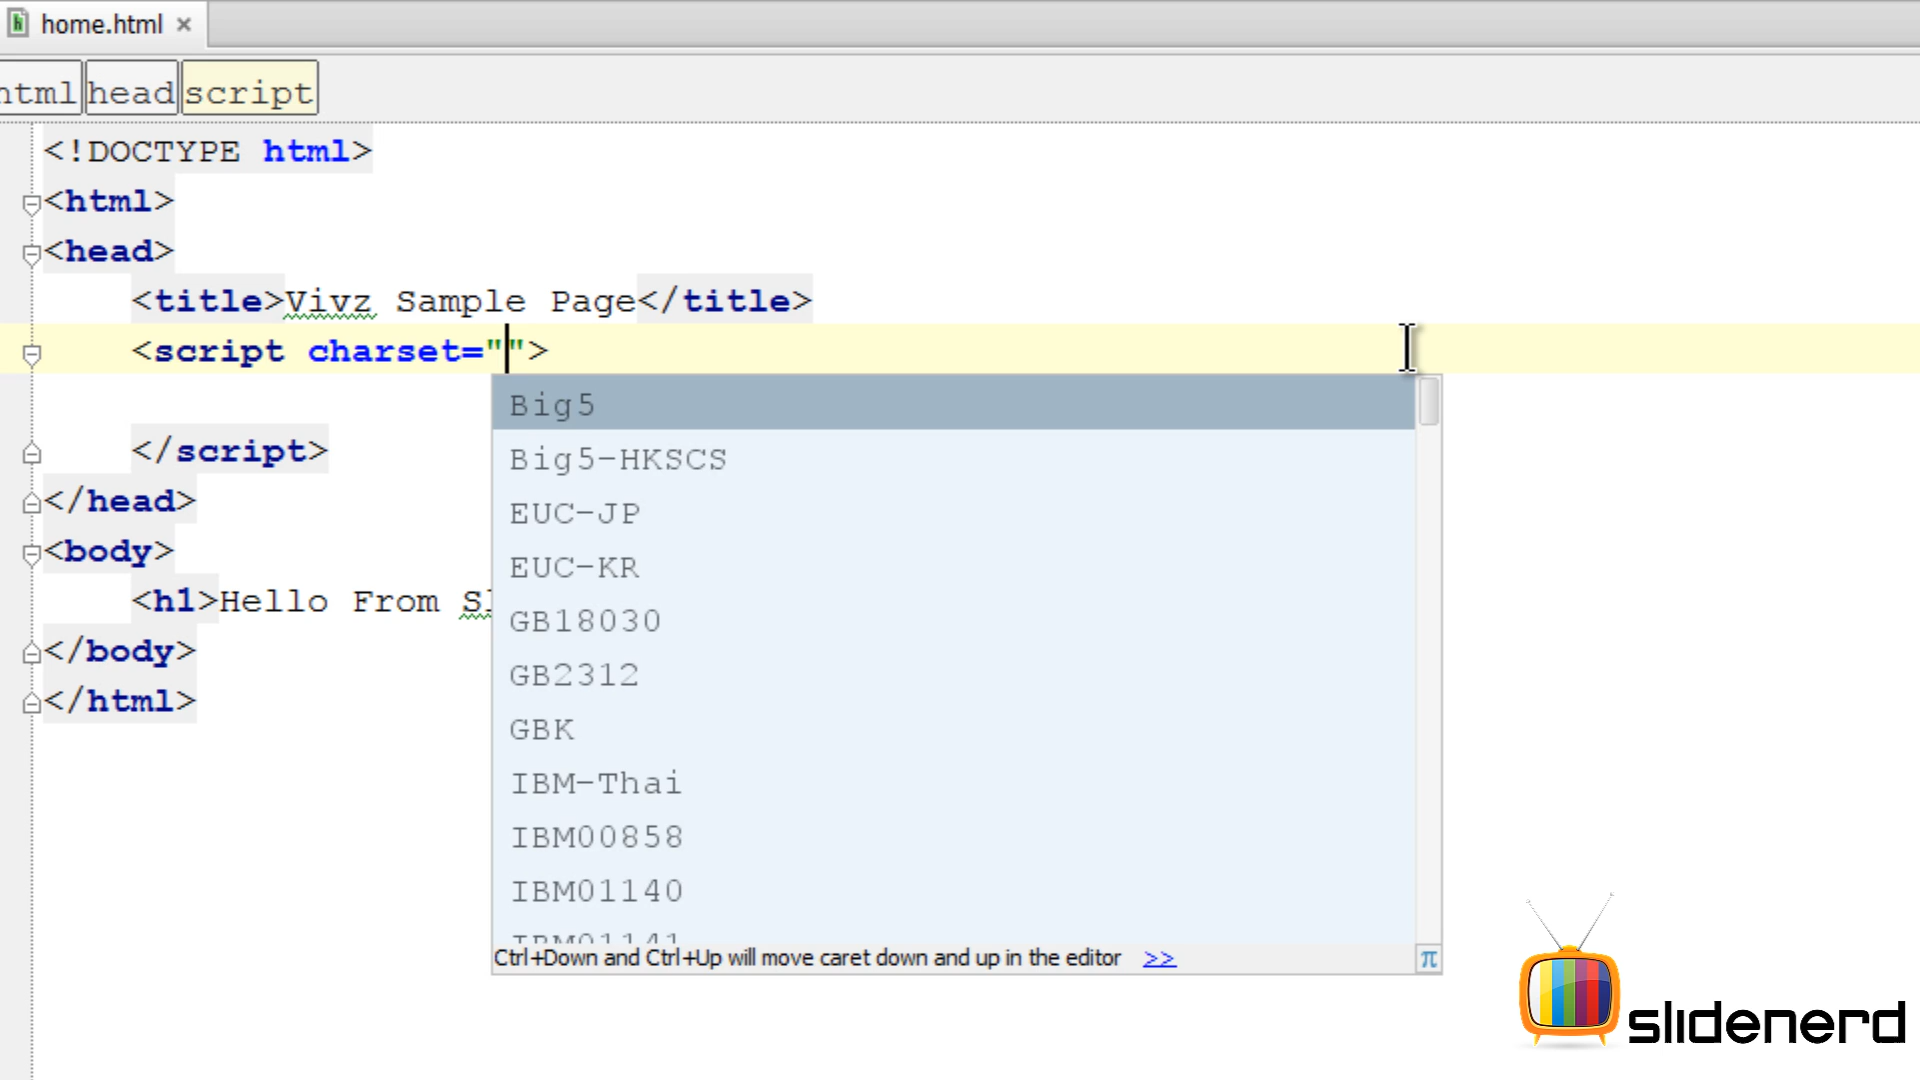 home.html
html head script
<!DOCTYPE html>
<html>
<head>
<title>Vivz Sample Page</title>
<script charset="">
Big5
Big5-HKSCS
</script>
EUC-JP
</head>
EUC-KR
<body>
<h1>Hello From Sl
GB18030
</body>
GB2312
</html>
GBK
IBM-Thai
IBM00858
IBM01140
IBM01141
Ctrl+Down and Ctrl+Up will move caret down and up in the editor >>
π
slidenerd